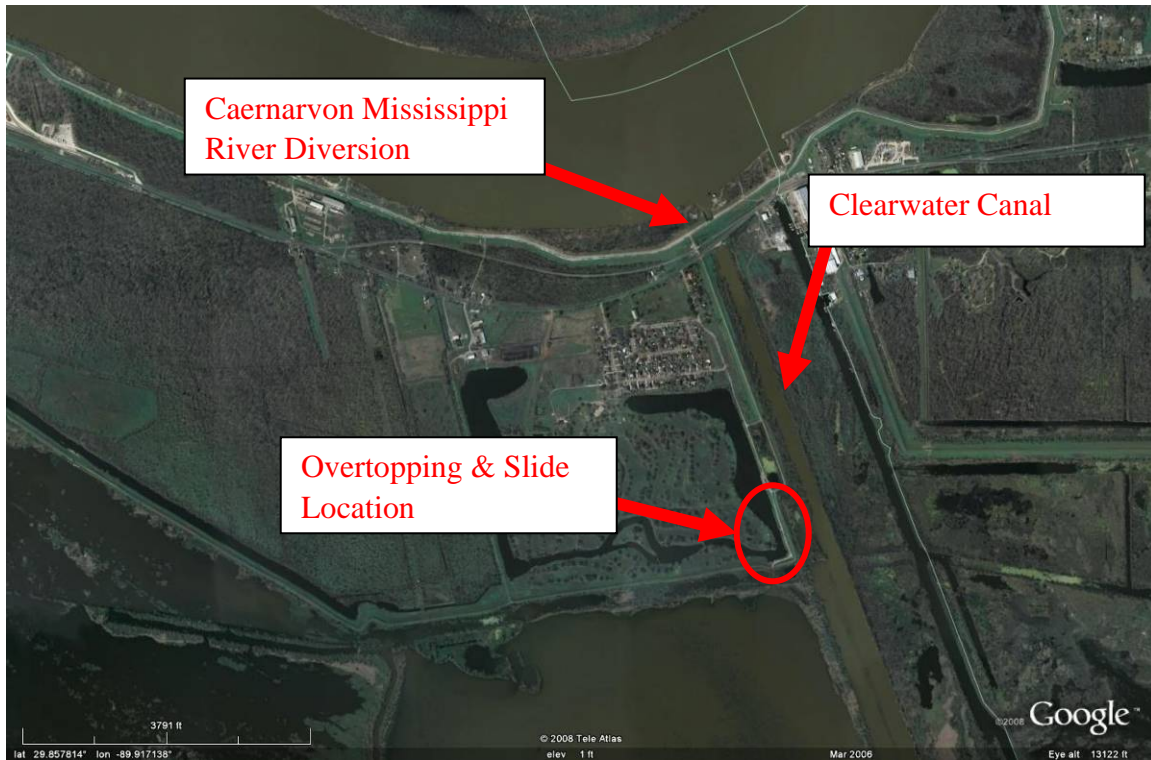 Caernarvon Mississippi
River Diversion
Clearwater Canal
Overtopping & Slide
Location
3791 ft
© 2008 Tele Atlas
©2008 Google™
lat 29.857814° lon -89.917138° elev 1 ft Mar 2006 Eye alt 13122 ft